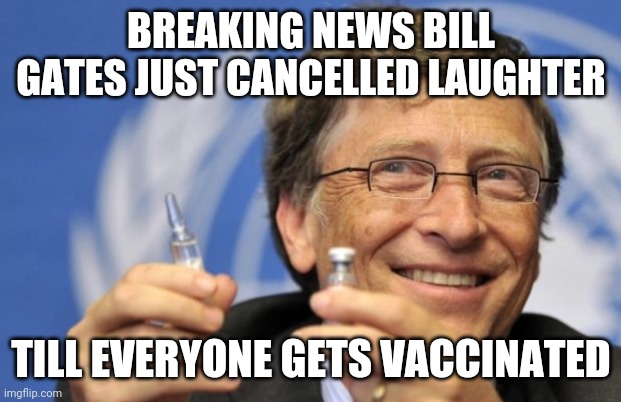 BREAKING NEWS BILL
GATES JUST CANCELLED LAUGHTER
TILL EVERYONE GETS VACCINATED
imgflip.com